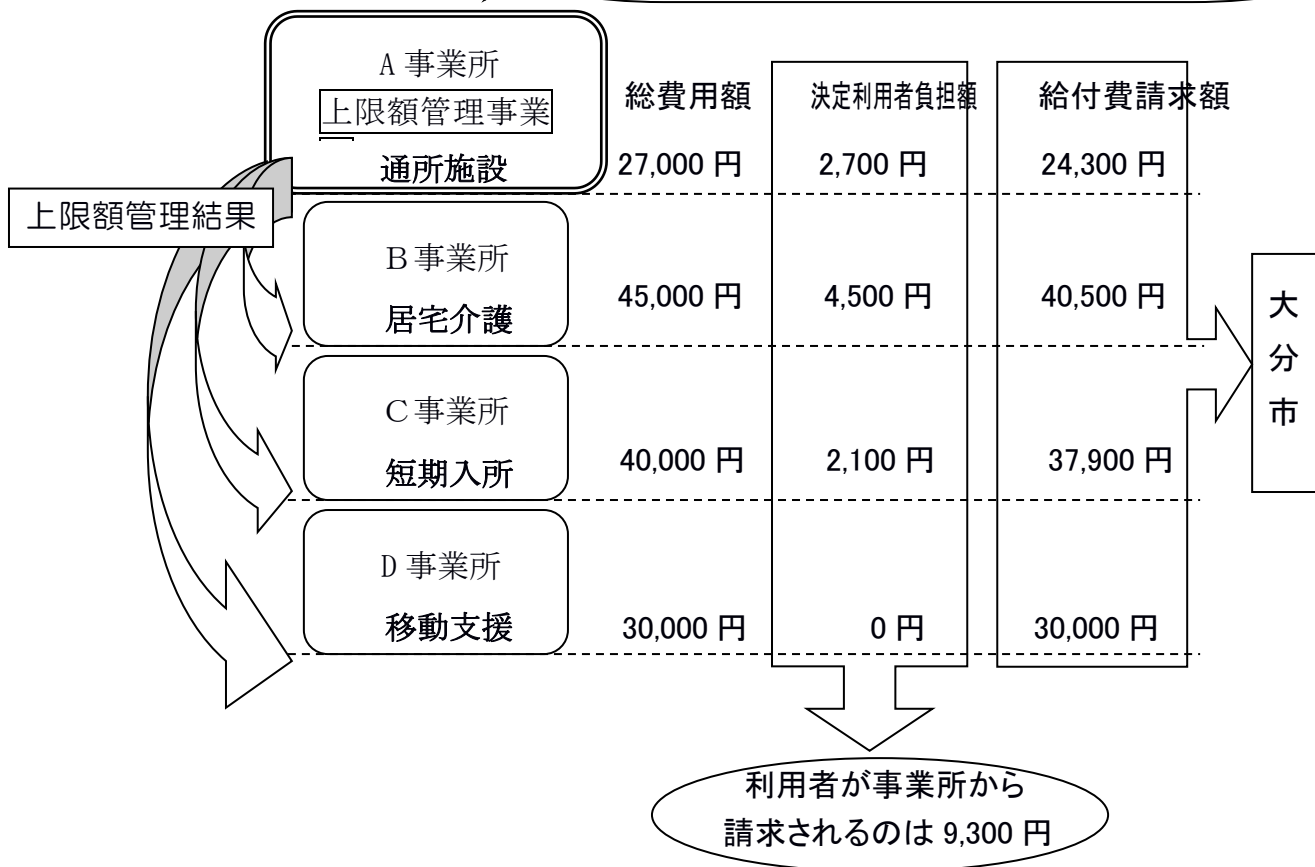 A 事業所
上限額管理事業
通所施設
総費用額
決定利用者負担額
給付費請求額
27,000 円
2,700 円
24,300 円
上限額管理結果
B事業所
居宅介護
45,000 円
4,500 円
40,500 円
大分市
C事業所
短期入所
40,000 円
2,100 円
37,900 円
D 事業所
移動支援
30,000 円
0 円
30,000 円
利用者が事業所から
請求されるのは 9,300 円